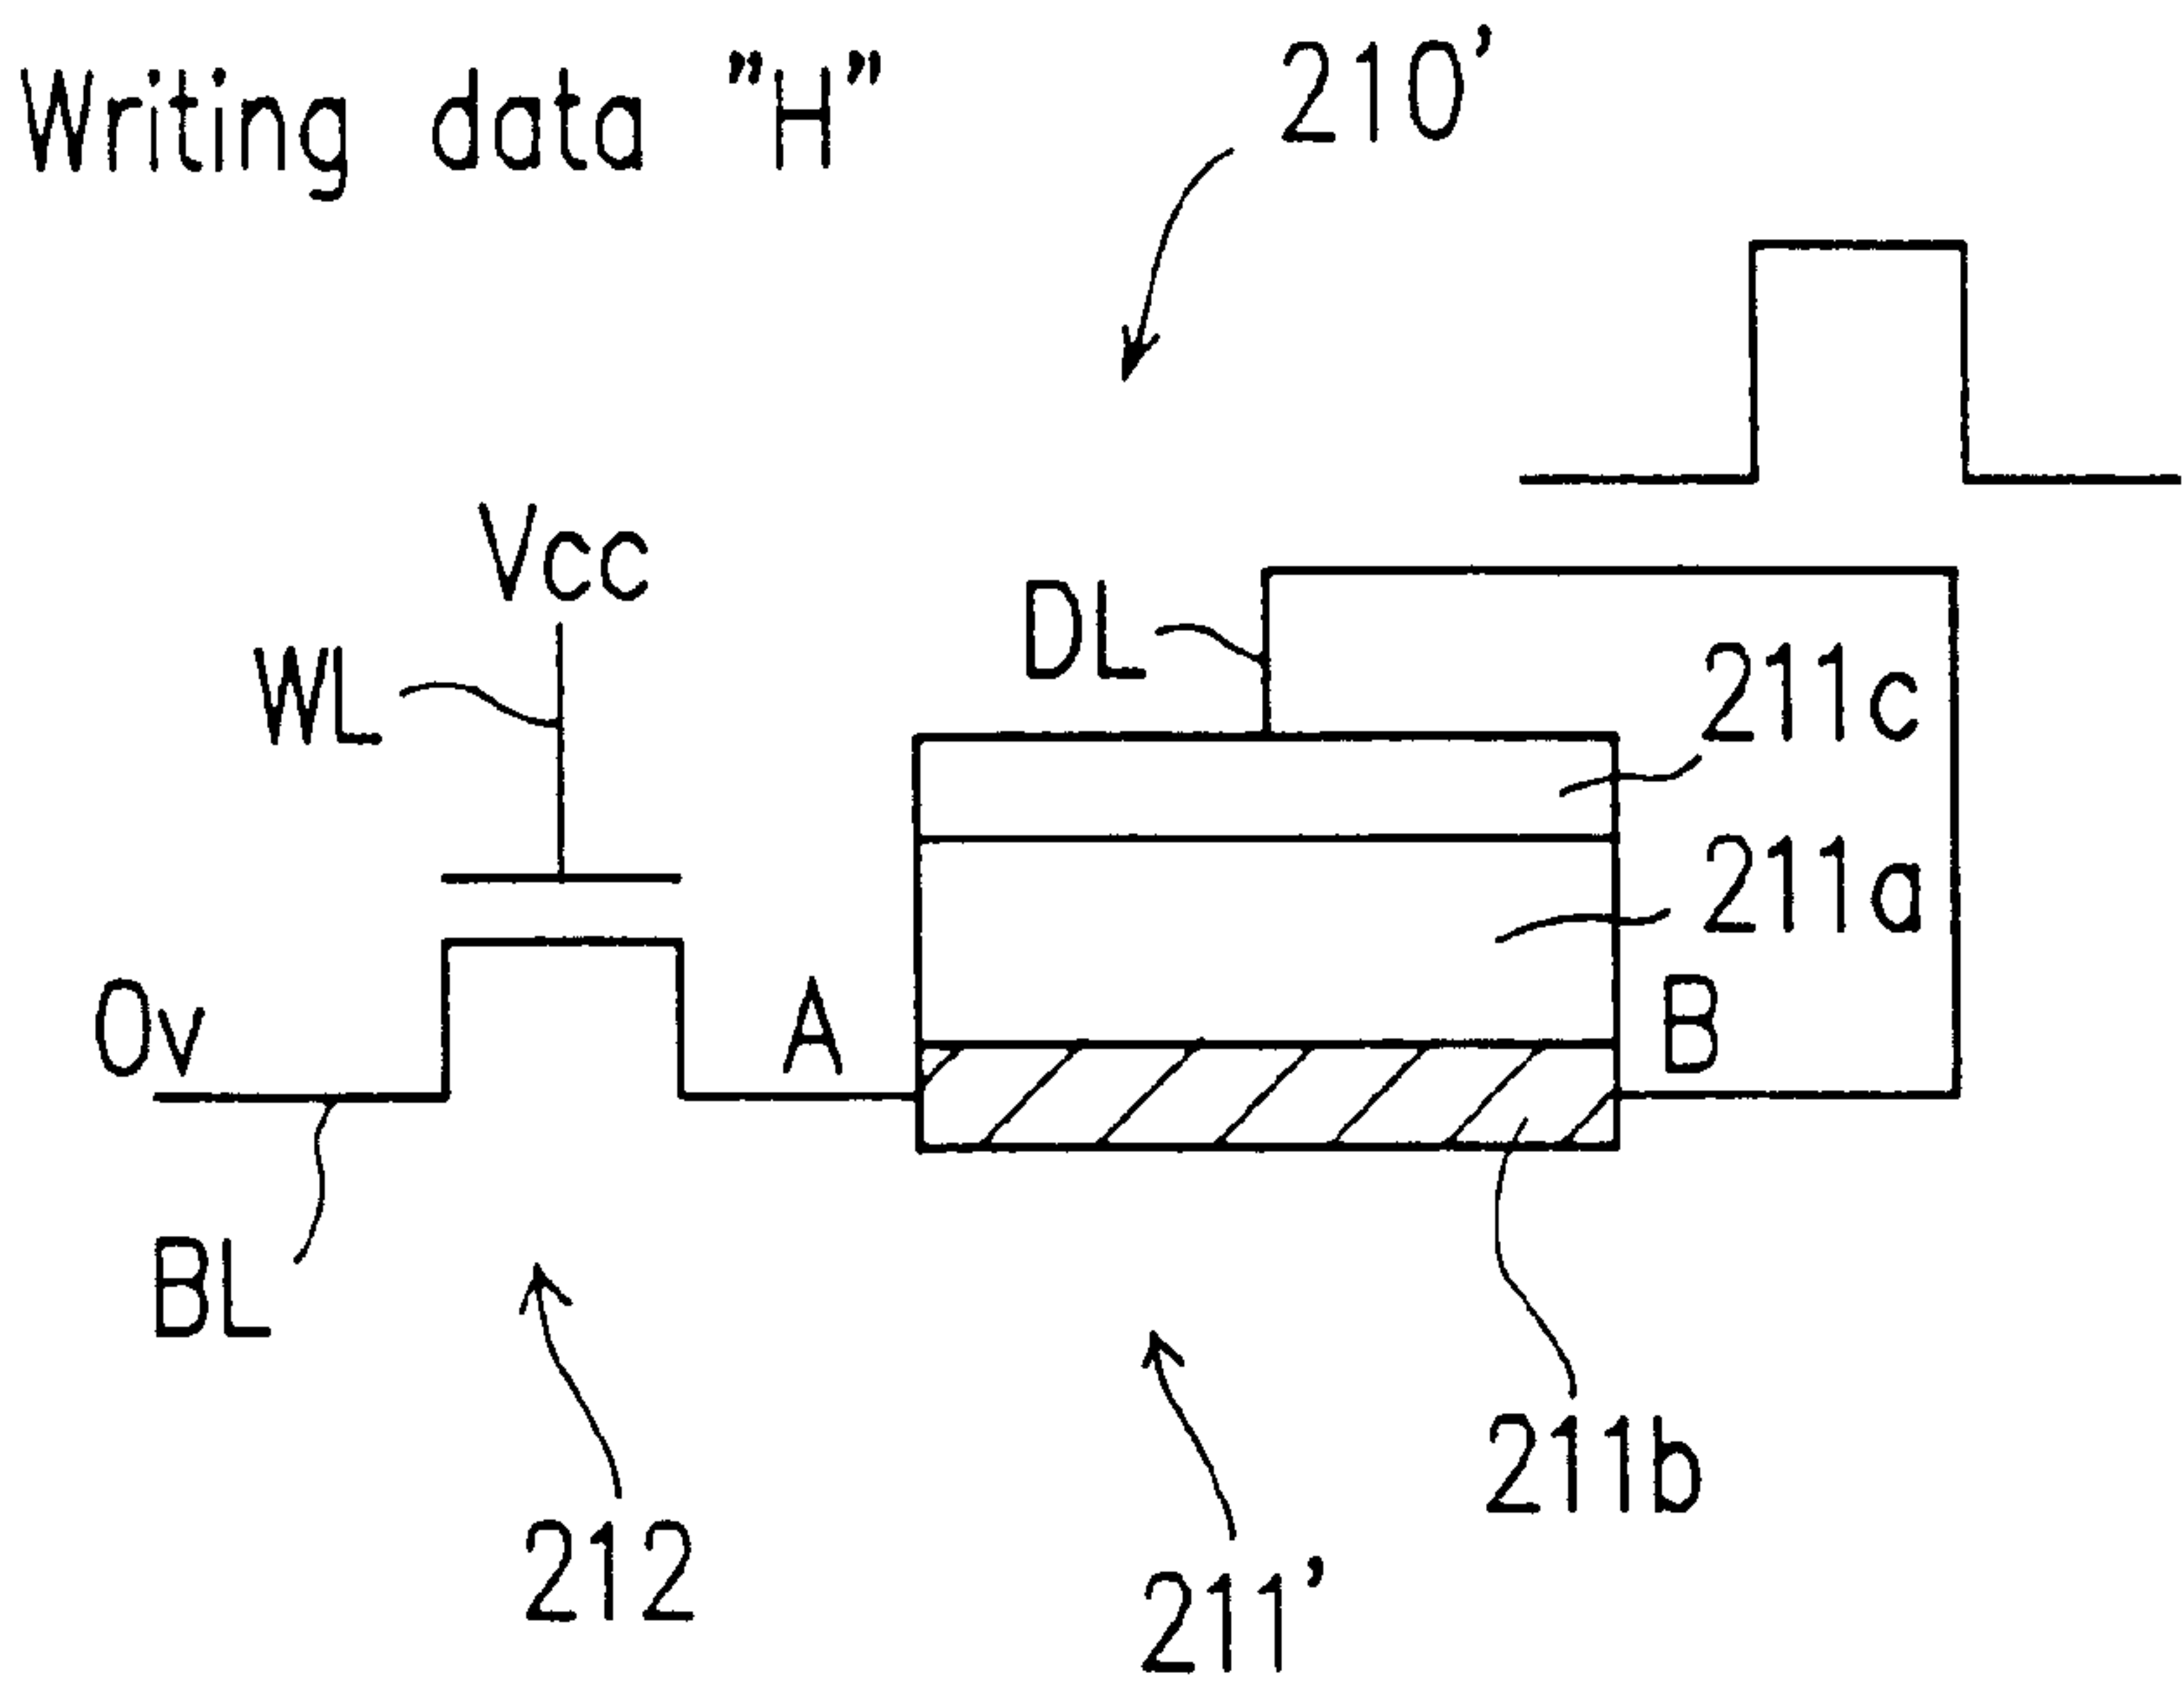 Writing data "H"
210'
Vcc
DL
WL
211c
211a
0v
A
B
BL
211b
212
211'